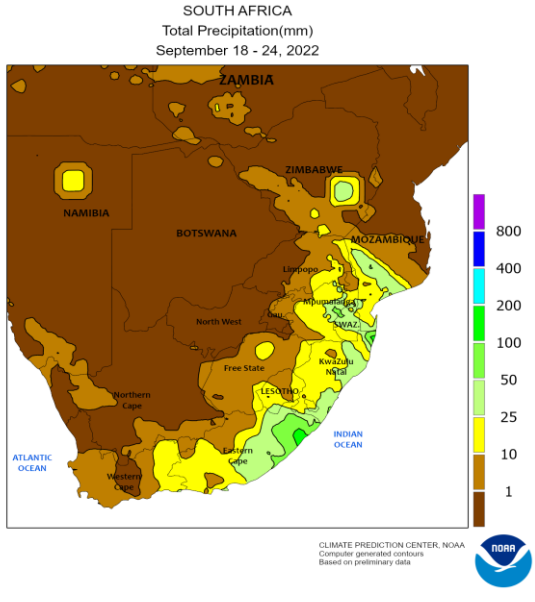 SOUTH AFRICA
Total Precipitation(mm)
September 18 - 24, 2022
ZAMBIA
ZIMBABWE
NAMIBIA
BOTSWANA
MOZAMBIQUE
Limpopo
Mpumalanga
Gau.
North West
SWAZ.
Free State
KwaZulu
Natal
LESOTHO
Northern
Cape
Eastern
Cape
Western
Cape
ATLANTIC
OCEAN
INDIAN
OCEAN
800
400
200
100
50
25
10
1
CLIMATE PREDICTION CENTER, NOAA
Computer generated contours
Based on preliminary data
NOAA